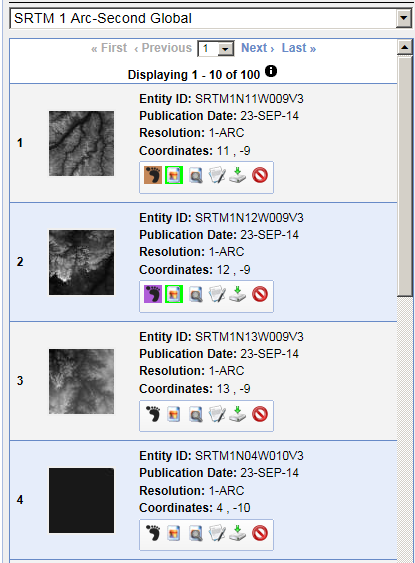 SRTM 1 Arc-Second Global
« First ‹ Previous 1 Next › Last »
Displaying 1 - 10 of 100
1
Entity ID: SRTM1N11W009V3
Publication Date: 23-SEP-14
Resolution: 1-ARC
Coordinates: 11 , -9
2
Entity ID: SRTM1N12W009V3
Publication Date: 23-SEP-14
Resolution: 1-ARC
Coordinates: 12 , -9
3
Entity ID: SRTM1N13W009V3
Publication Date: 23-SEP-14
Resolution: 1-ARC
Coordinates: 13 , -9
4
Entity ID: SRTM1N04W010V3
Publication Date: 23-SEP-14
Resolution: 1-ARC
Coordinates: 4 , -10